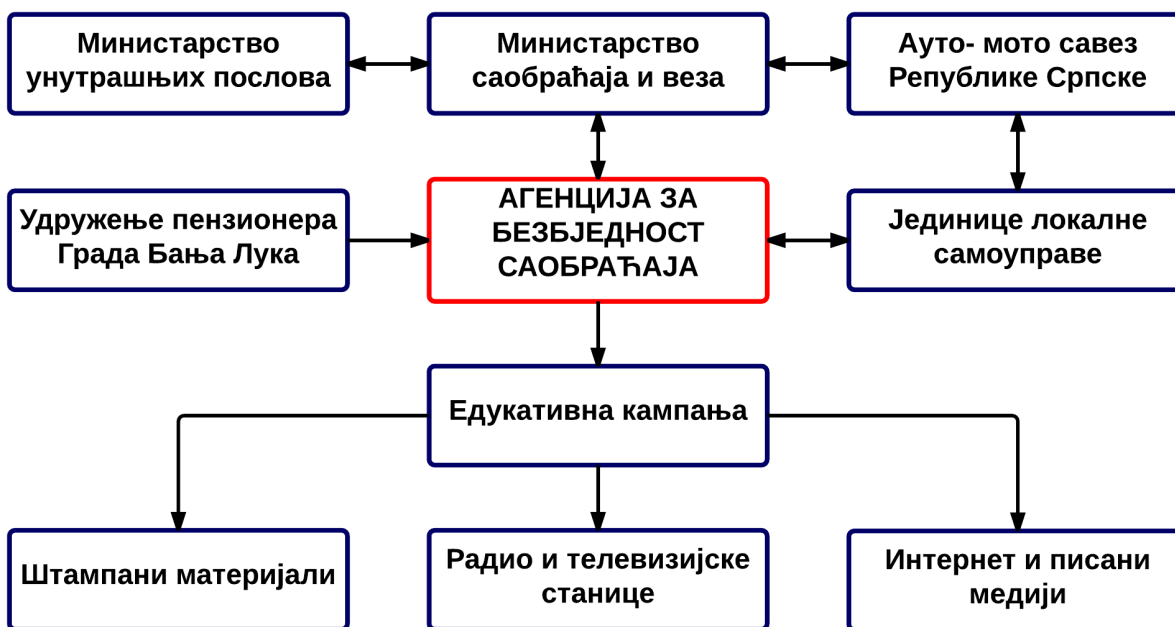 Министарство
унутрашњих послова
Министарство
саобраћаја и веза
Ауто- мото савез
Републике Српске
Удружење пензионера
Града Бања Лука
АГЕНЦИЈА ЗА
БЕЗБЈЕДНОСТ
САОБРАЋАЈА
Јединице локалне
самоуправе
Едукативна кампања
Штампани материјали
Радио и телевизијске
станице
Интернет и писани
медији